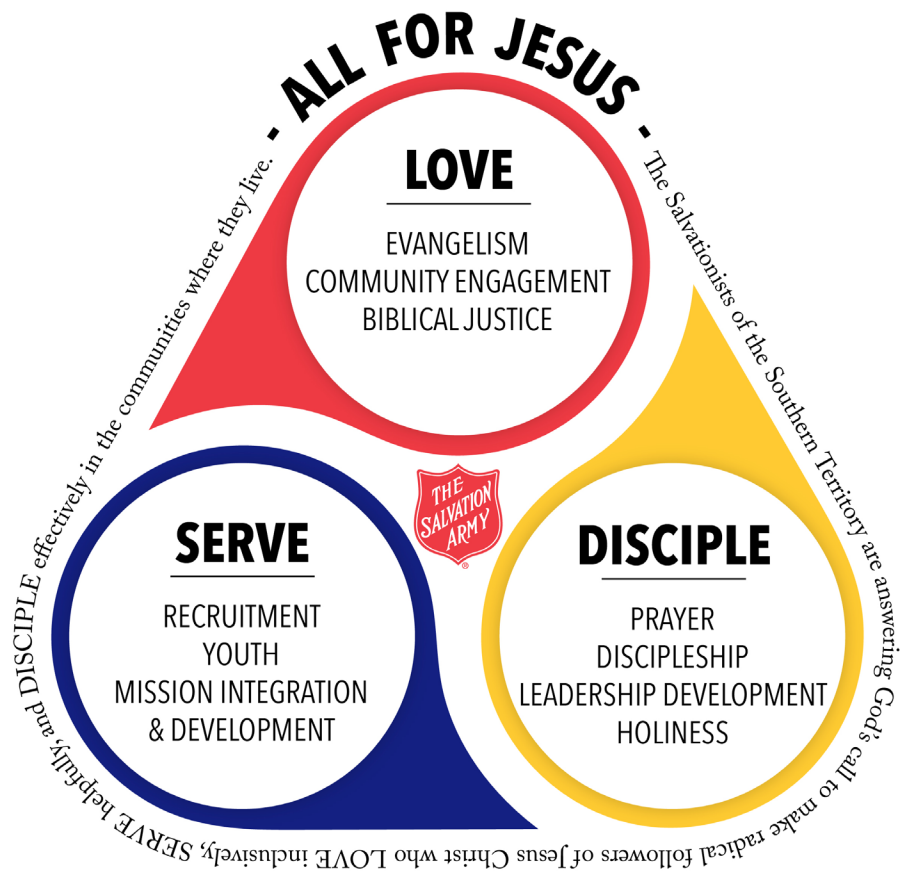 - ALL FOR JESUS -
LOVE
EVANGELISM
COMMUNITY ENGAGEMENT
BIBLICAL JUSTICE
THE
SALVATION
ARMY
®
SERVE
RECRUITMENT
YOUTH
MISSION INTEGRATION
& DEVELOPMENT
DISCIPLE
PRAYER
DISCIPLESHIP
LEADERSHIP DEVELOPMENT
HOLINESS
The Salvationists of the Southern Territory are answering God's call to make radical followers of Jesus Christ who LOVE inclusively, SERVE helpfully, and DISCIPLE effectively in the communities where they live.